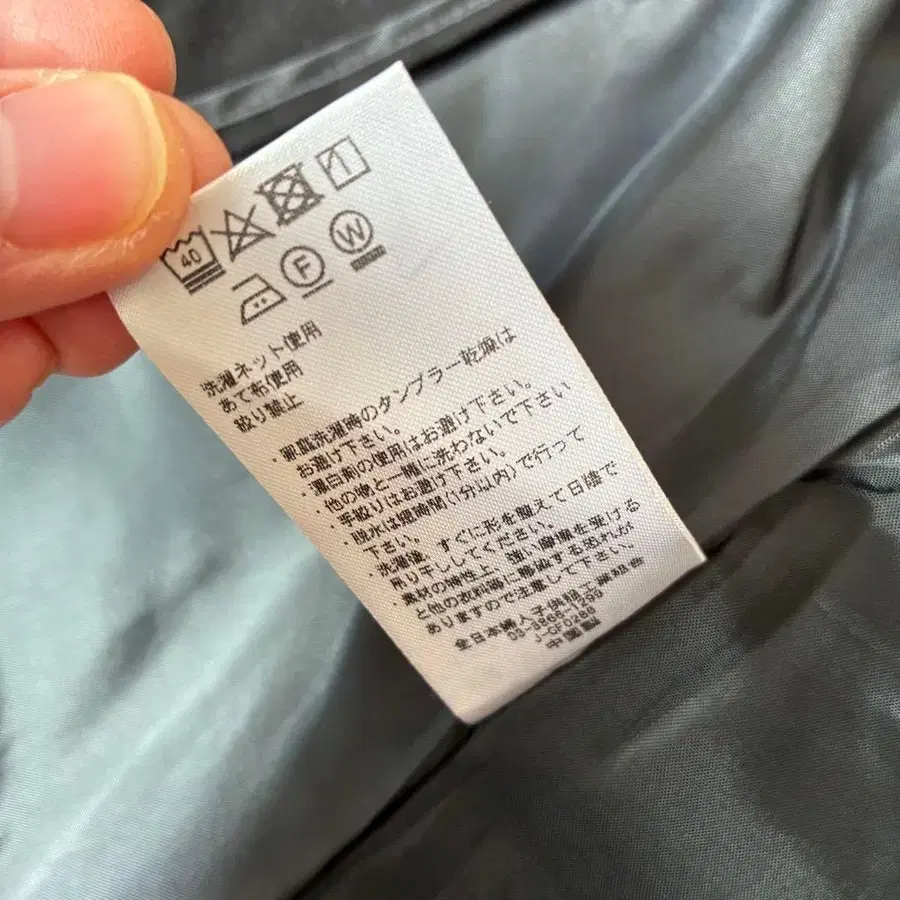 40
F
W
洗濯ネット使用
あて布使用
絞り禁止
・家庭洗濯時のタンブラー乾燥は
お避け下さい。
・漂白剤の使用はお避け下さい。
・他の物と一緒に洗わないで下さい
・手絞りはお避け下さい。
・脱水は短時間(1分以内)で行って
下さい。
・洗濯後、すぐに形を整えて日陰で
吊り干ししてください。
・素材の特性上、強い摩擦を受ける
と他の衣料等に移染する恐れが
ありますので注意して下さい。
全日本婦人子供服工業組合
03-5865-1299
J-CF0288
中国製